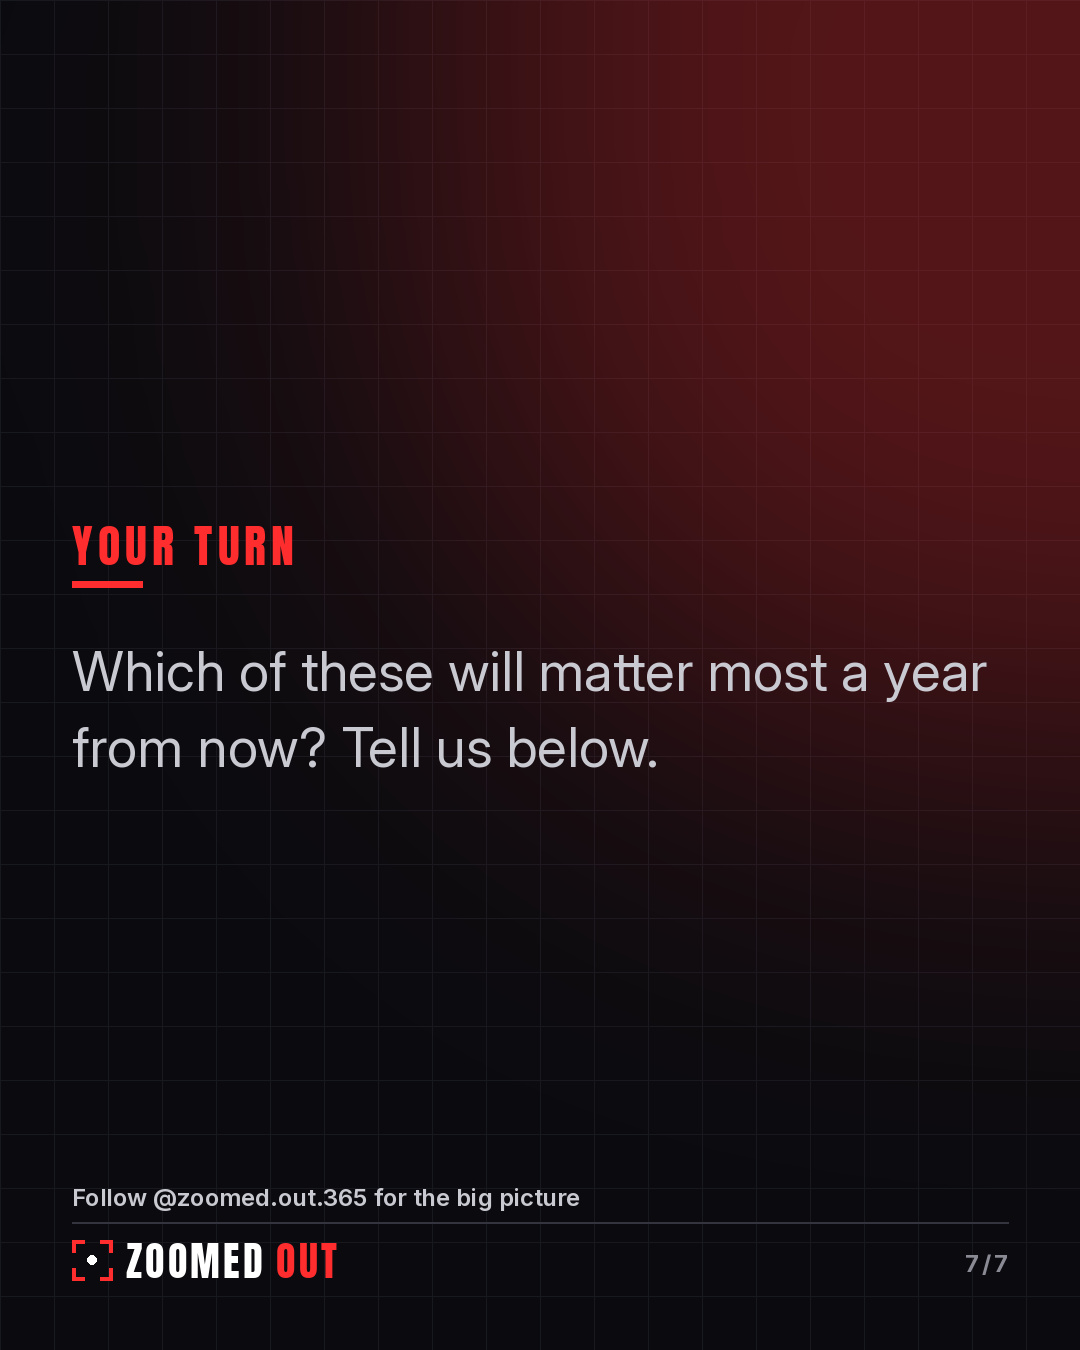 YOUR TURN
Which of these will matter most a year
from now? Tell us below.
Follow @zoomed.out.365 for the big picture
ZOOMED OUT
7/7